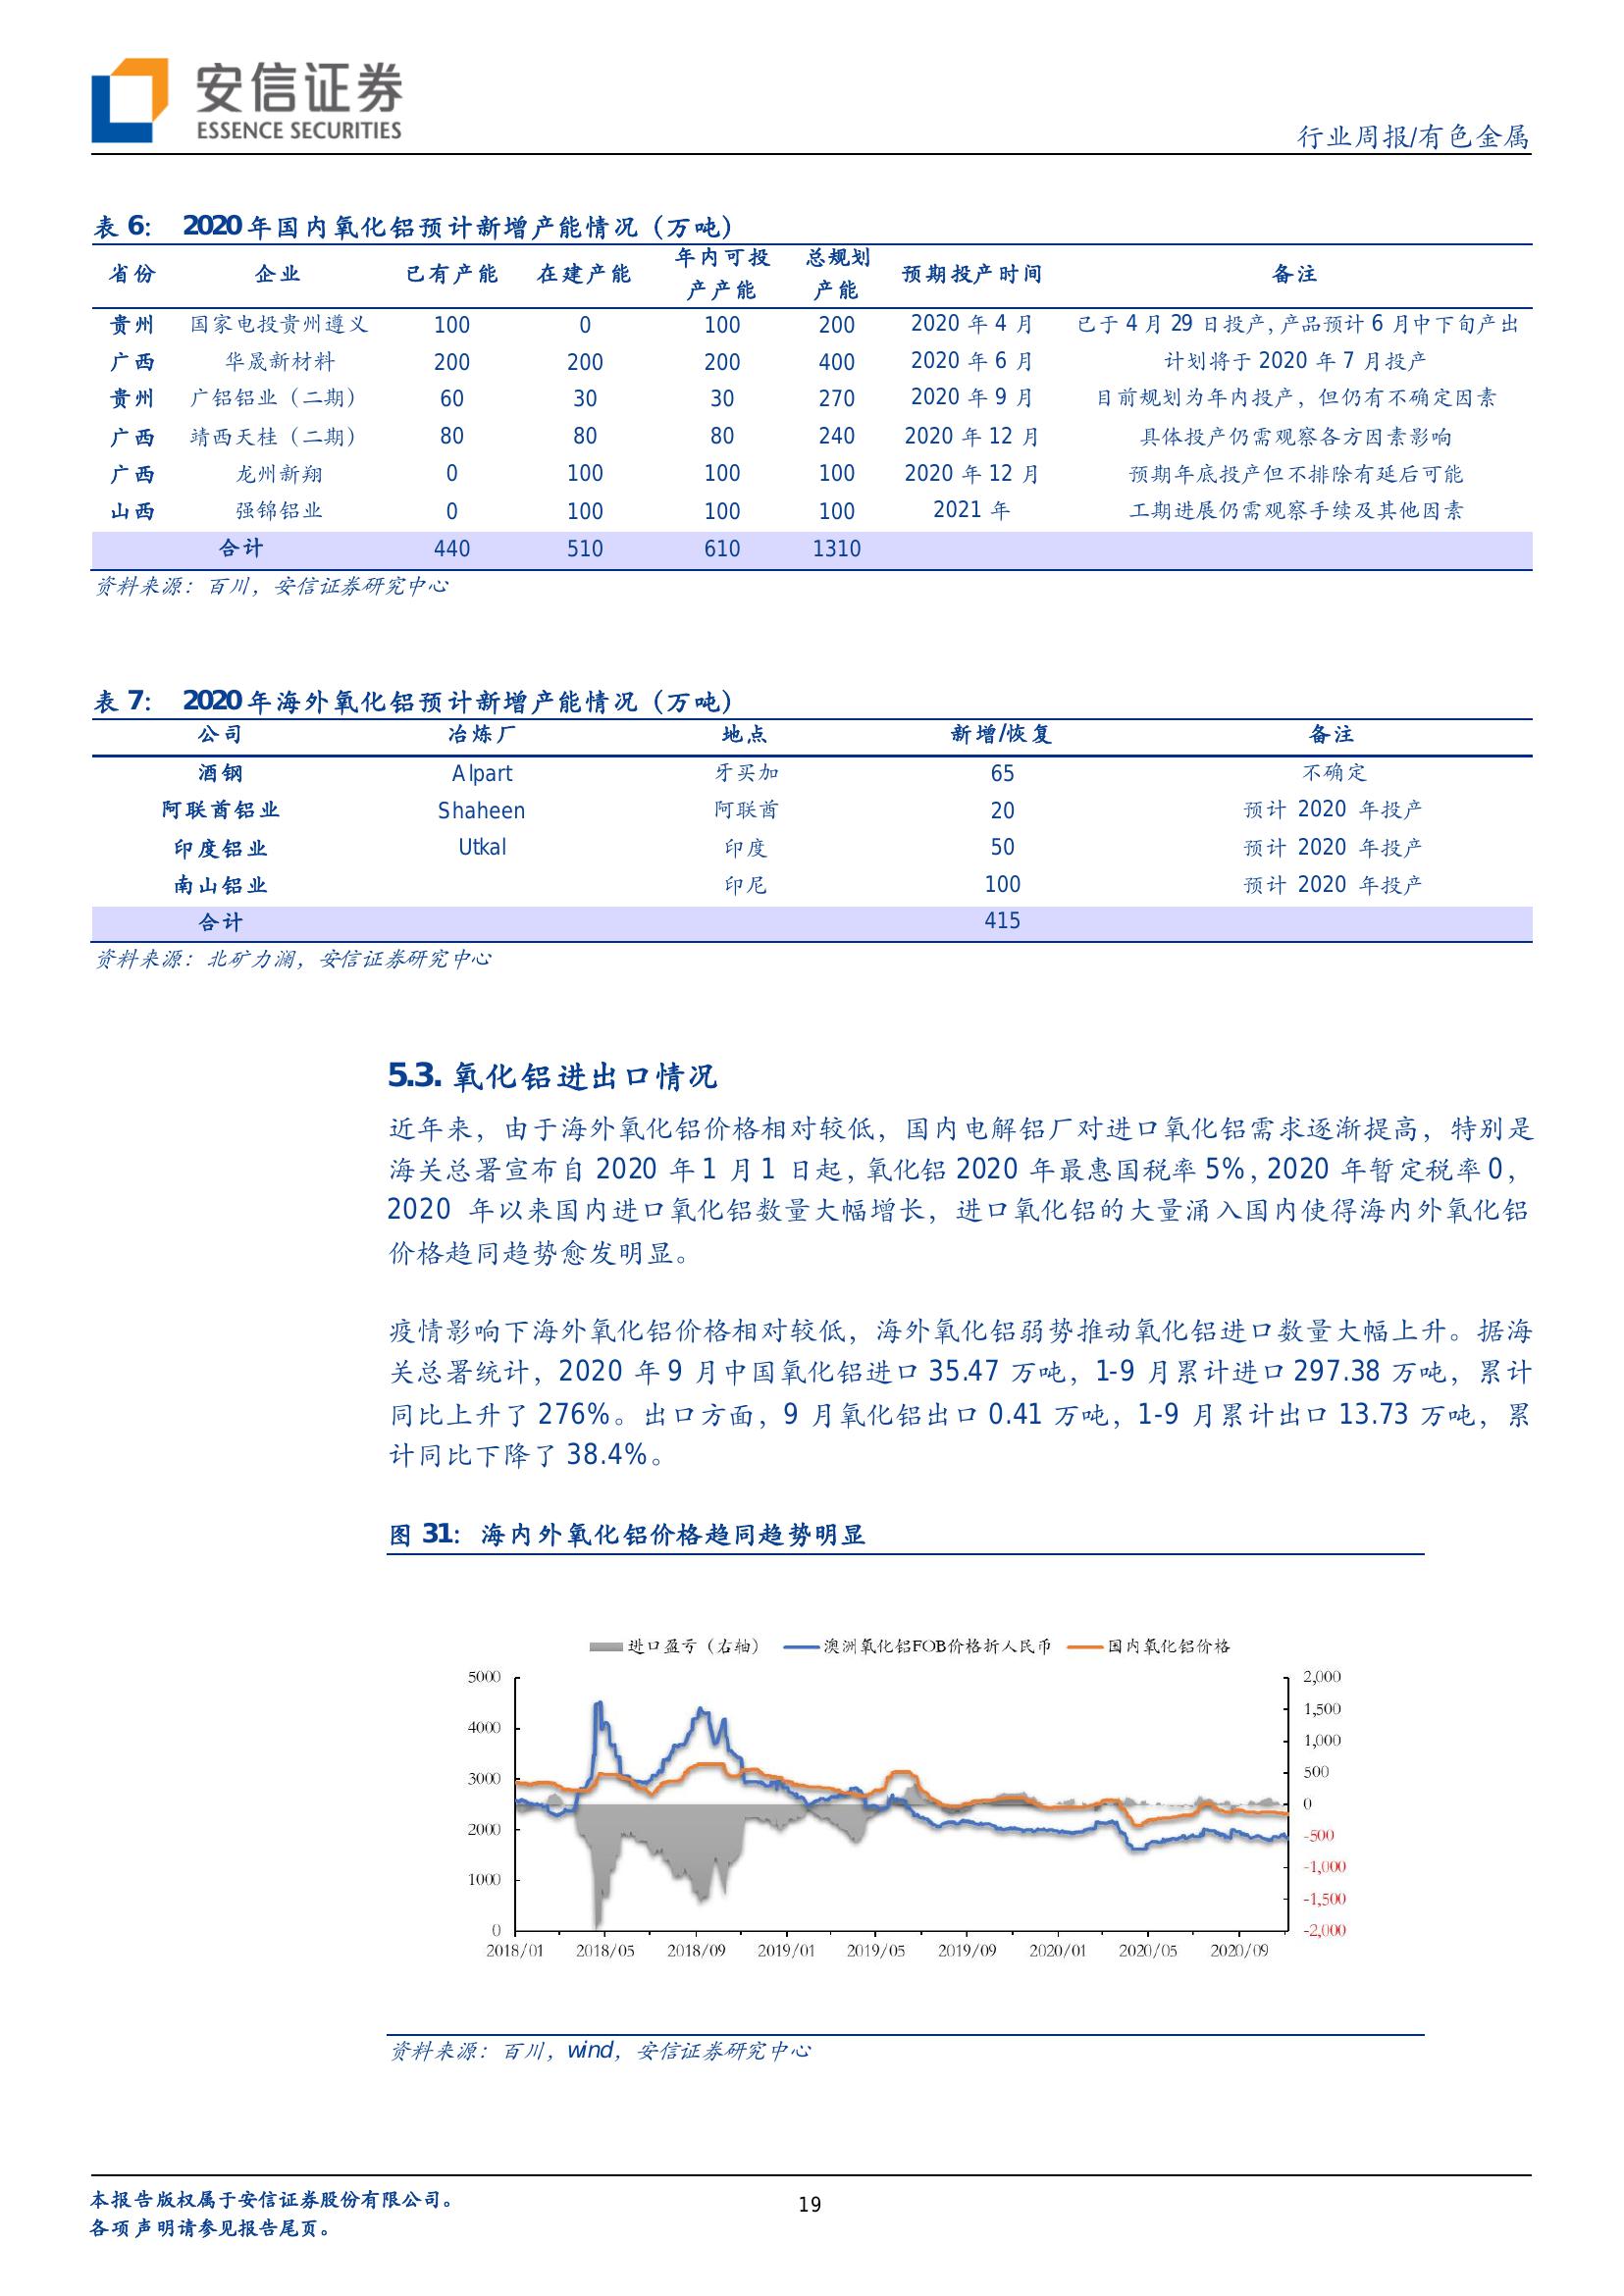 安信证券
ESSENCE SECURITIES
行业周报/有色金属
表 6： 2020 年国内氧化铝预计新增产能情况（万吨）
省份 企业 已有产能 在建产能 年内可投产产能 总规划产能 预期投产时间 备注
贵州 国家电投贵州遵义 100 0 100 200 2020 年 4 月 已于 4 月 29 日投产，产品预计 6 月中下旬产出
广西 华晟新材料 200 200 200 400 2020 年 6 月 计划将于 2020 年 7 月投产
贵州 广铝铝业（二期） 60 30 30 270 2020 年 9 月 目前规划为年内投产，但仍有不确定因素
广西 靖西天桂（二期） 80 80 80 240 2020 年 12 月 具体投产仍需观察各方因素影响
广西 龙州新翔 0 100 100 100 2020 年 12 月 预期年底投产但不排除有延后可能
山西 强锦铝业 0 100 100 100 2021 年 工期进展仍需观察手续及其他因素
合计 440 510 610 1310
资料来源：百川，安信证券研究中心
表 7： 2020 年海外氧化铝预计新增产能情况（万吨）
公司 冶炼厂 地点 新增/恢复 备注
酒钢 Alpart 牙买加 65 不确定
阿联酋铝业 Shaheen 阿联酋 20 预计 2020 年投产
印度铝业 Utkal 印度 50 预计 2020 年投产
南山铝业 印尼 100 预计 2020 年投产
合计 415
资料来源：北矿力澜，安信证券研究中心
5.3. 氧化铝进出口情况
近年来，由于海外氧化铝价格相对较低，国内电解铝厂对进口氧化铝需求逐渐提高，特别是
海关总署宣布自 2020 年 1 月 1 日起，氧化铝 2020 年最惠国税率 5%，2020 年暂定税率 0，
2020 年以来国内进口氧化铝数量大幅增长，进口氧化铝的大量涌入国内使得海内外氧化铝
价格趋同趋势愈发明显。
疫情影响下海外氧化铝价格相对较低，海外氧化铝弱势推动氧化铝进口数量大幅上升。据海
关总署统计，2020 年 9 月中国氧化铝进口 35.47 万吨，1-9 月累计进口 297.38 万吨，累计
同比上升了 276%。出口方面，9 月氧化铝出口 0.41 万吨，1-9 月累计出口 13.73 万吨，累
计同比下降了 38.4%。
图 31： 海内外氧化铝价格趋同趋势明显
进口盈亏（右轴） 澳洲氧化铝FOB价格折人民币 国内氧化铝价格
5000 2,000
1,500
4000 1,000
3000 500
0
2000 -500
1000 -1,000
-1,500
0 -2,000
2018/01 2018/05 2018/09 2019/01 2019/05 2019/09 2020/01 2020/05 2020/09
资料来源：百川，wind，安信证券研究中心
本报告版权属于安信证券股份有限公司。
各项声明请参见报告尾页。
19